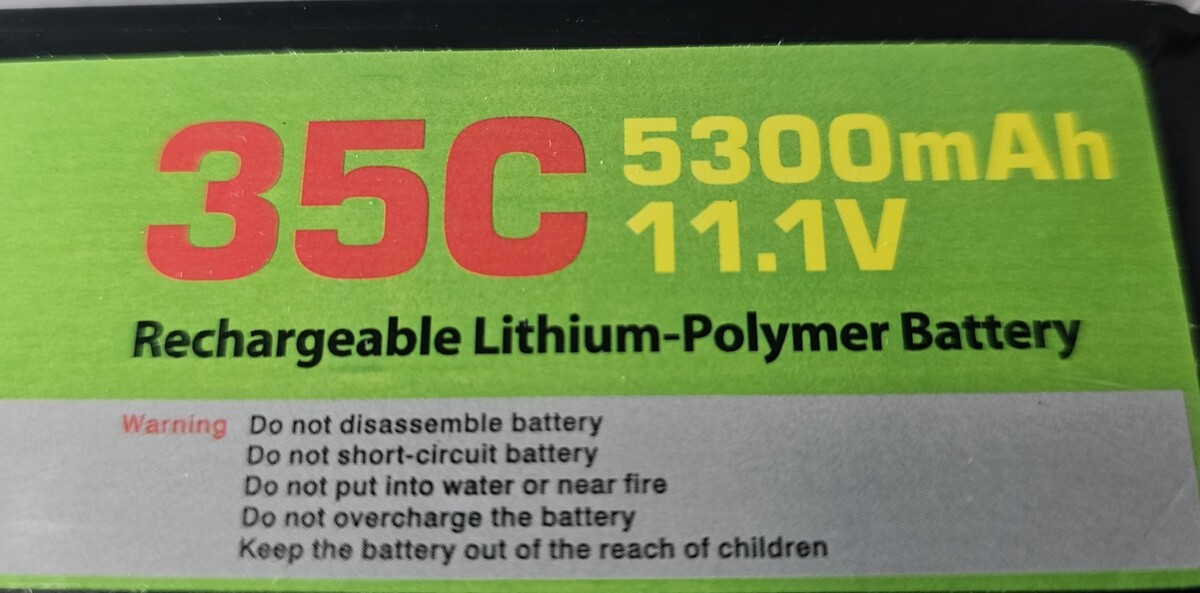 35C 5300mAh
11.1V
Rechargeable Lithium-Polymer Battery
Warning Do not disassemble battery
Do not short-circuit battery
Do not put into water or near fire
Do not overcharge the battery
Keep the battery out of the reach of children